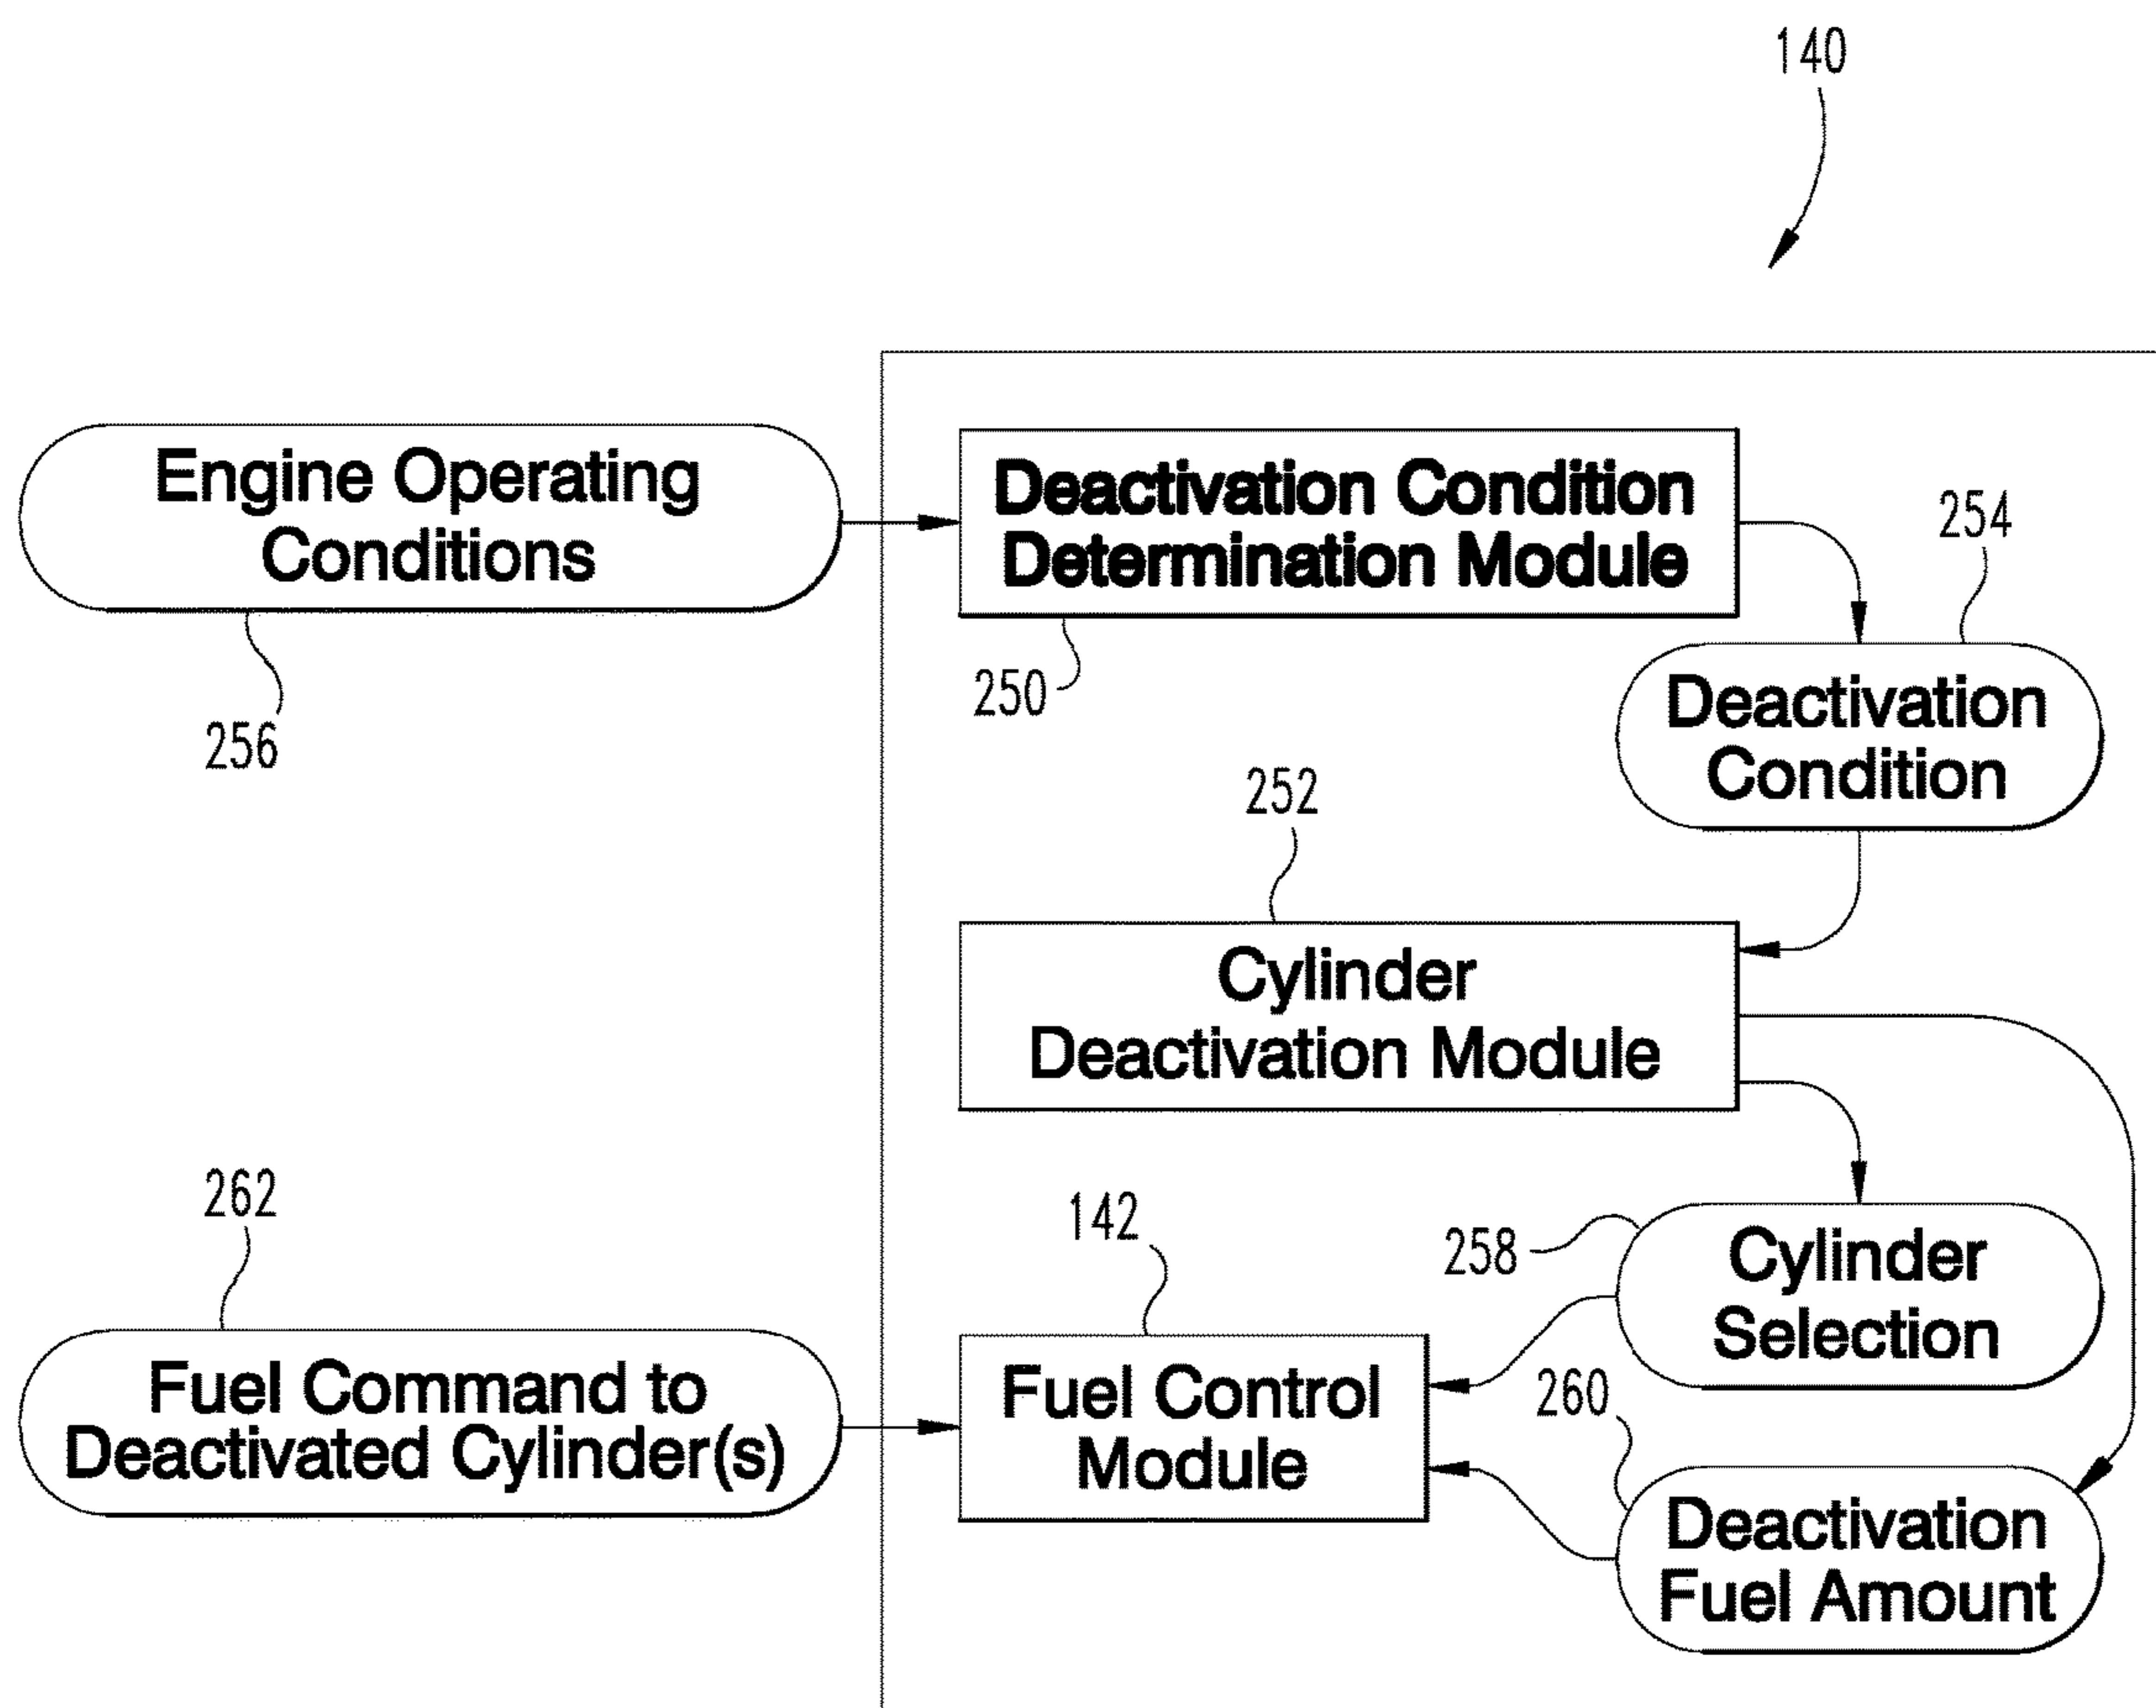 140
Engine Operating
Conditions
256
Deactivation Condition
Determination Module
250
254
Deactivation
Condition
252
Cylinder
Deactivation Module
262
142
258
Cylinder
Selection
Fuel Command to
Deactivated Cylinder(s)
Fuel Control
Module
260
Deactivation
Fuel Amount